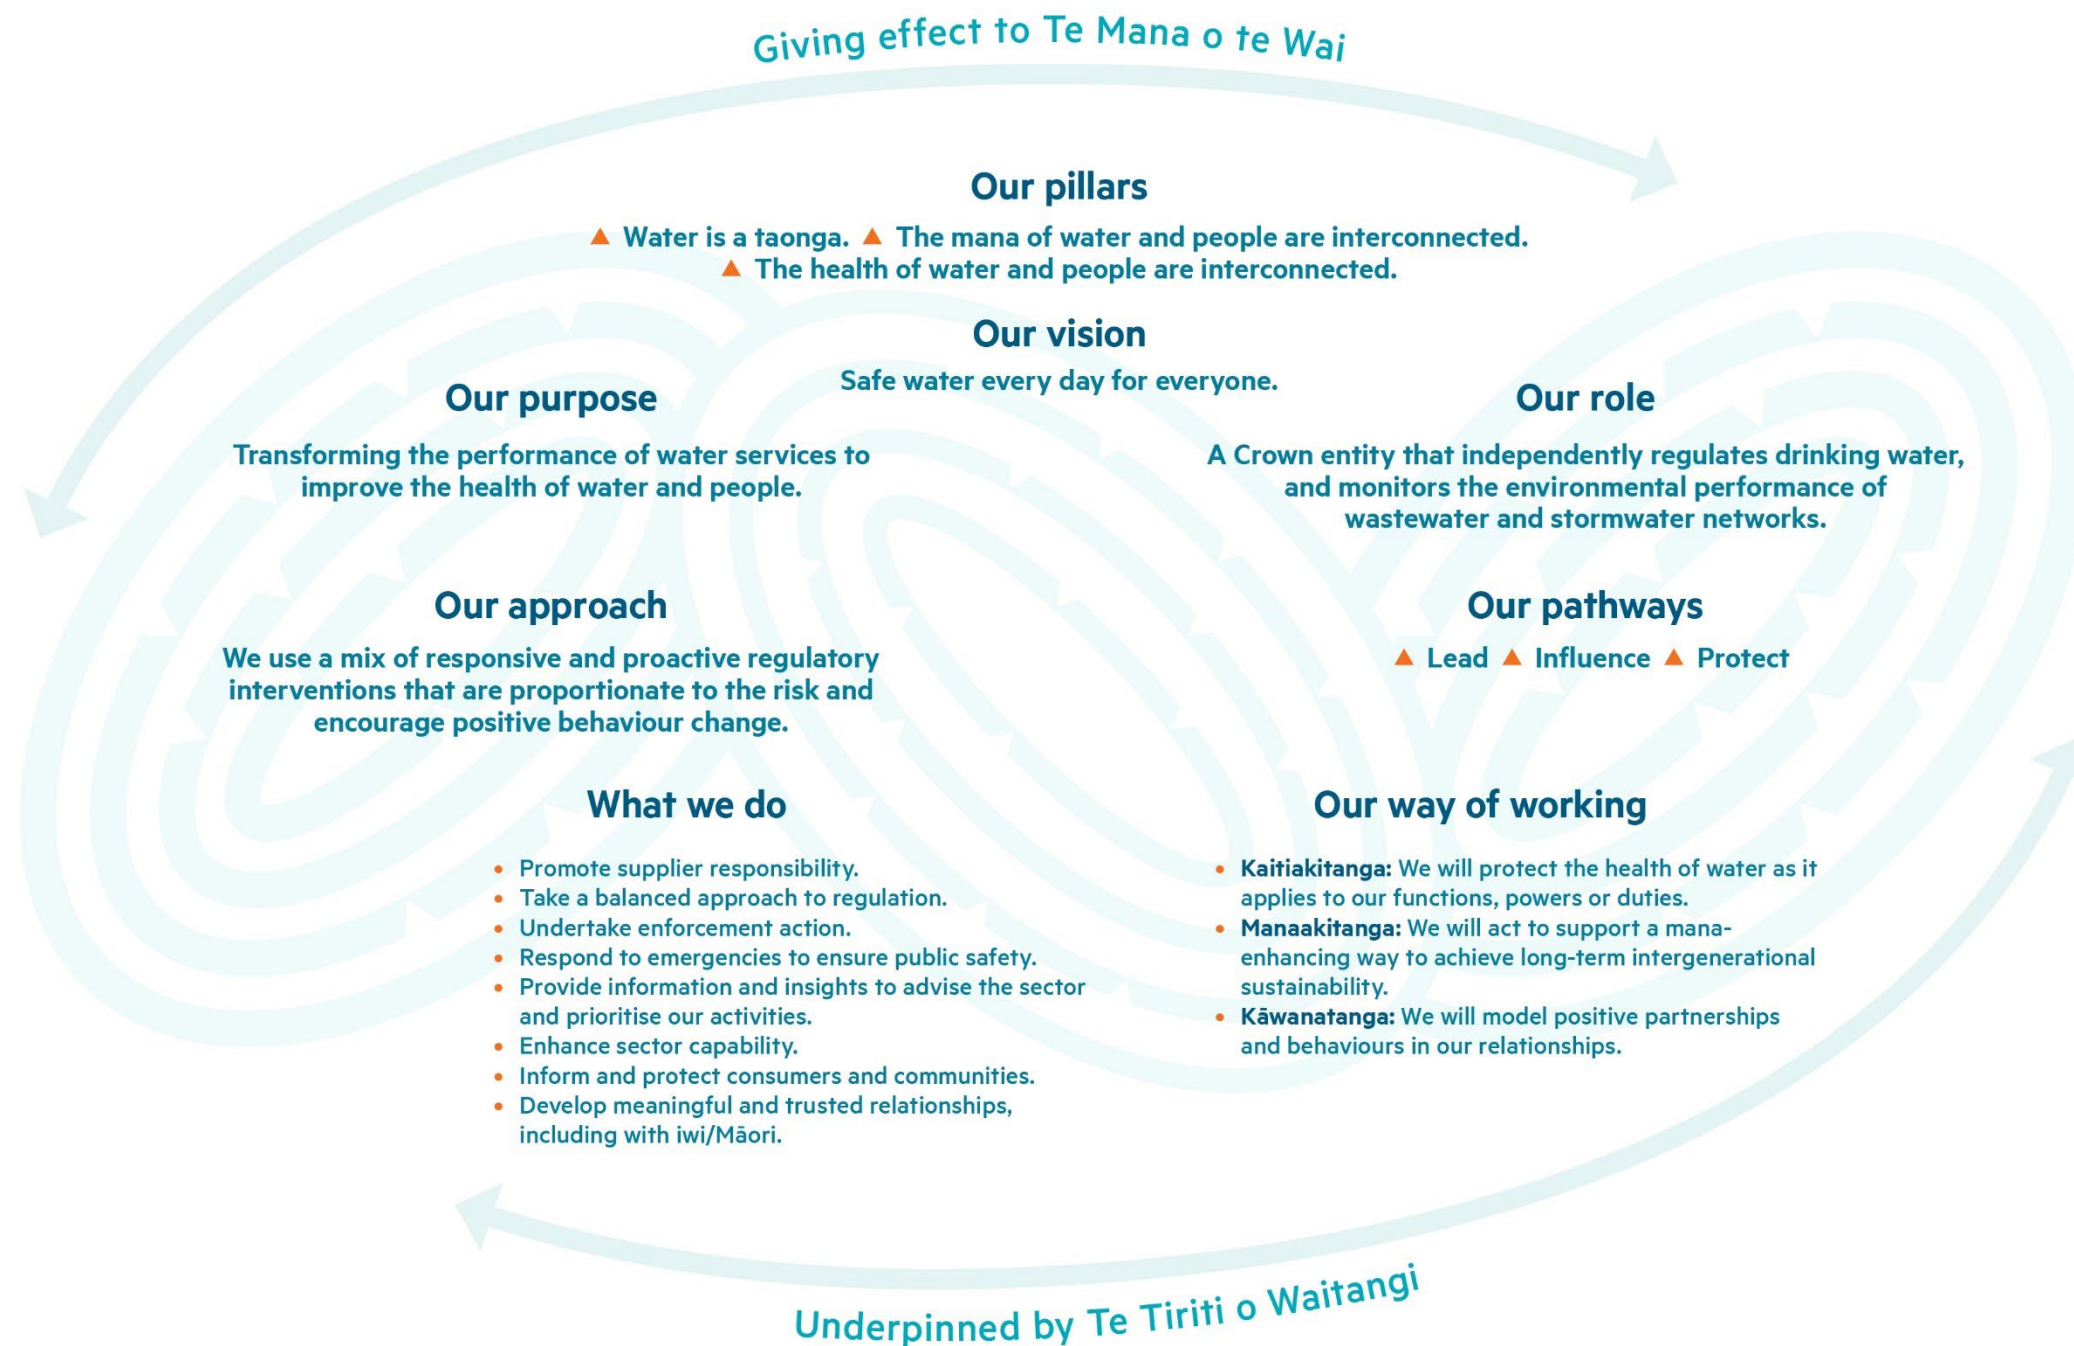 Giving effect to Te Mana o te Wai
Our pillars
▲ Water is a taonga. ▲ The mana of water and people are interconnected.
▲ The health of water and people are interconnected.
Our vision
Safe water every day for everyone.
Our purpose
Transforming the performance of water services to
improve the health of water and people.
Our role
A Crown entity that independently regulates drinking water,
and monitors the environmental performance of
wastewater and stormwater networks.
Our approach
We use a mix of responsive and proactive regulatory
interventions that are proportionate to the risk and
encourage positive behaviour change.
Our pathways
▲ Lead ▲ Influence ▲ Protect
What we do
• Promote supplier responsibility.
• Take a balanced approach to regulation.
• Undertake enforcement action.
• Respond to emergencies to ensure public safety.
• Provide information and insights to advise the sector
and prioritise our activities.
• Enhance sector capability.
• Inform and protect consumers and communities.
• Develop meaningful and trusted relationships,
including with iwi/Māori.
Our way of working
• Kaitiakitanga: We will protect the health of water as it
applies to our functions, powers or duties.
• Manaakitanga: We will act to support a mana-
enhancing way to achieve long-term intergenerational
sustainability.
• Kāwanatanga: We will model positive partnerships
and behaviours in our relationships.
Underpinned by Te Tiriti o Waitangi